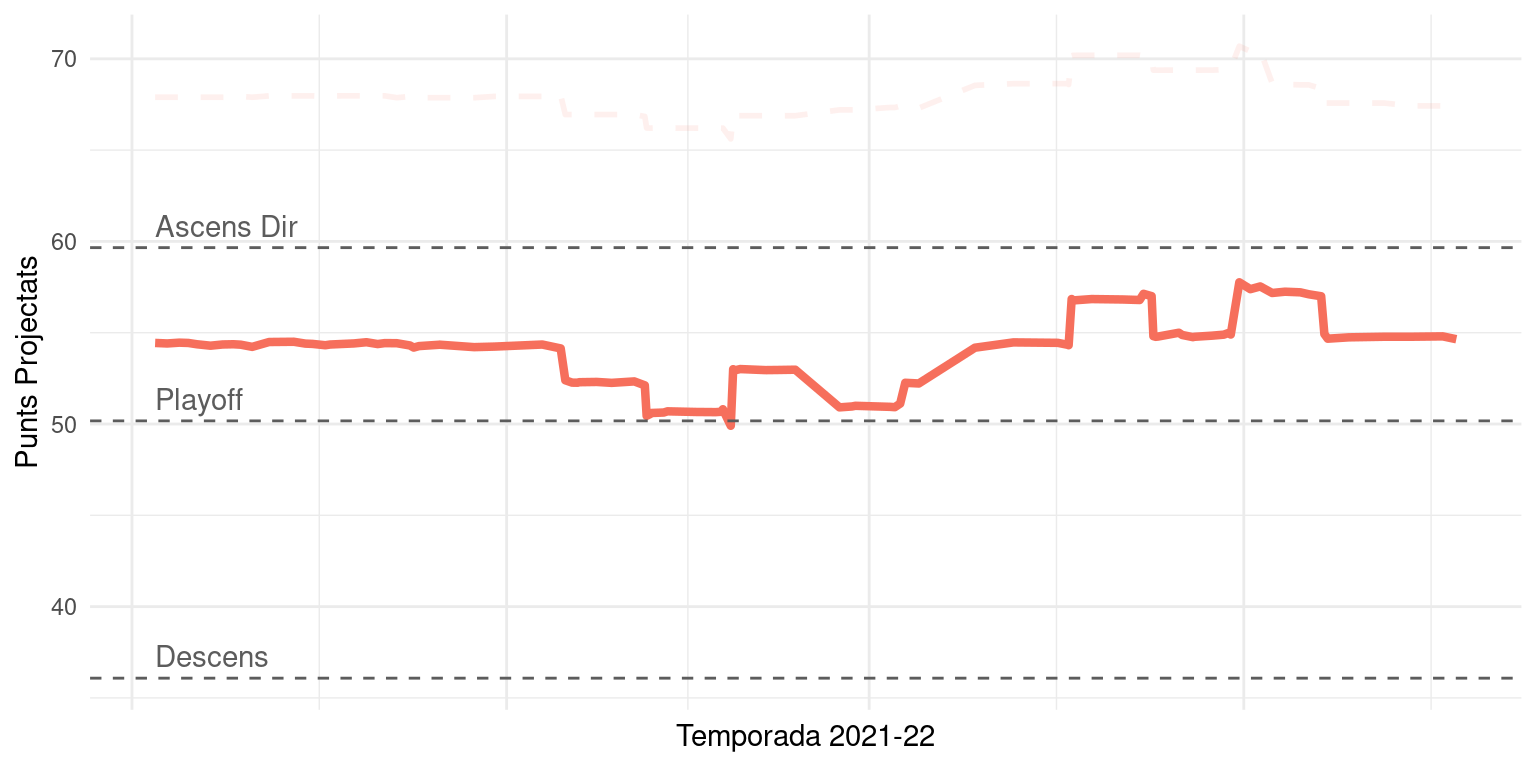 70
60
50
40
Punts Projectats
Ascens Dir
Playoff
Descens
Temporada 2021-22